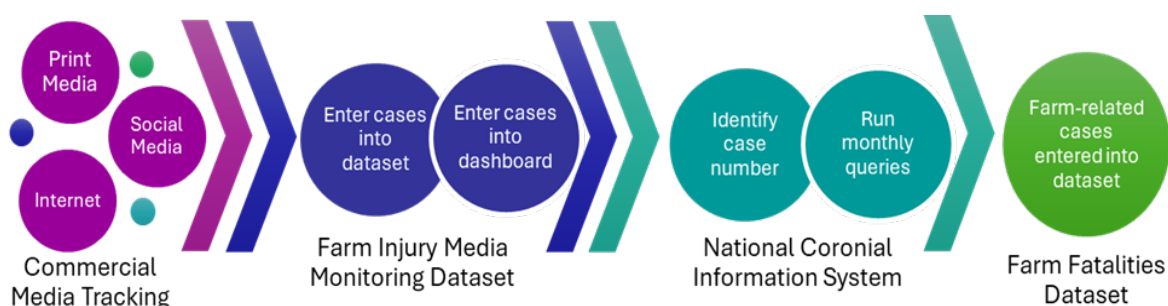 Print
Media
Social
Media
Internet
Commercial
Media Tracking
Enter cases
into
dataset
Enter cases
into
dashboard
Farm Injury Media
Monitoring Dataset
Identify
case
number
Run
monthly
queries
National Coronial
Information System
Farm-related
cases
entered into
dataset
Farm Fatalities
Dataset